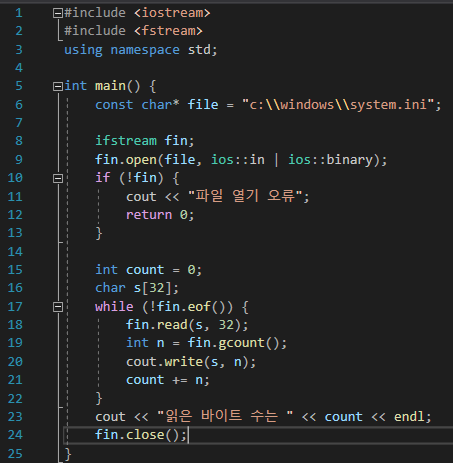 1 #include <iostream>
2 #include <fstream>
3 using namespace std;
4
5 int main() {
6 const char* file = "c:\\windows\\system.ini";
7
8 ifstream fin;
9 fin.open(file, ios::in | ios::binary);
10 if (!fin) {
11 cout << "파일 열기 오류";
12 return 0;
13 }
14
15 int count = 0;
16 char s[32];
17 while (!fin.eof()) {
18 fin.read(s, 32);
19 int n = fin.gcount();
20 cout.write(s, n);
21 count += n;
22 }
23 cout << "읽은 바이트 수는 " << count << endl;
24 fin.close();
25 }